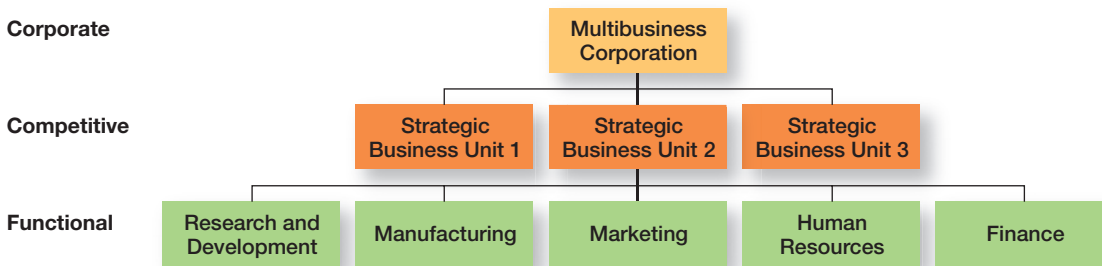 Corporate
Multibusiness
Corporation
Competitive
Strategic
Business Unit 1
Strategic
Business Unit 2
Strategic
Business Unit 3
Functional
Research and
Development
Manufacturing
Marketing
Human
Resources
Finance